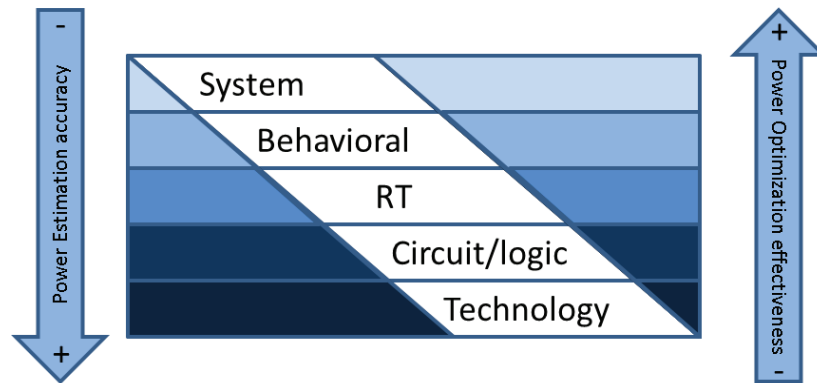 -
Power Estimation accuracy
+
System
Behavioral
RT
Circuit/logic
Technology
+
Power Optimization effectiveness
-